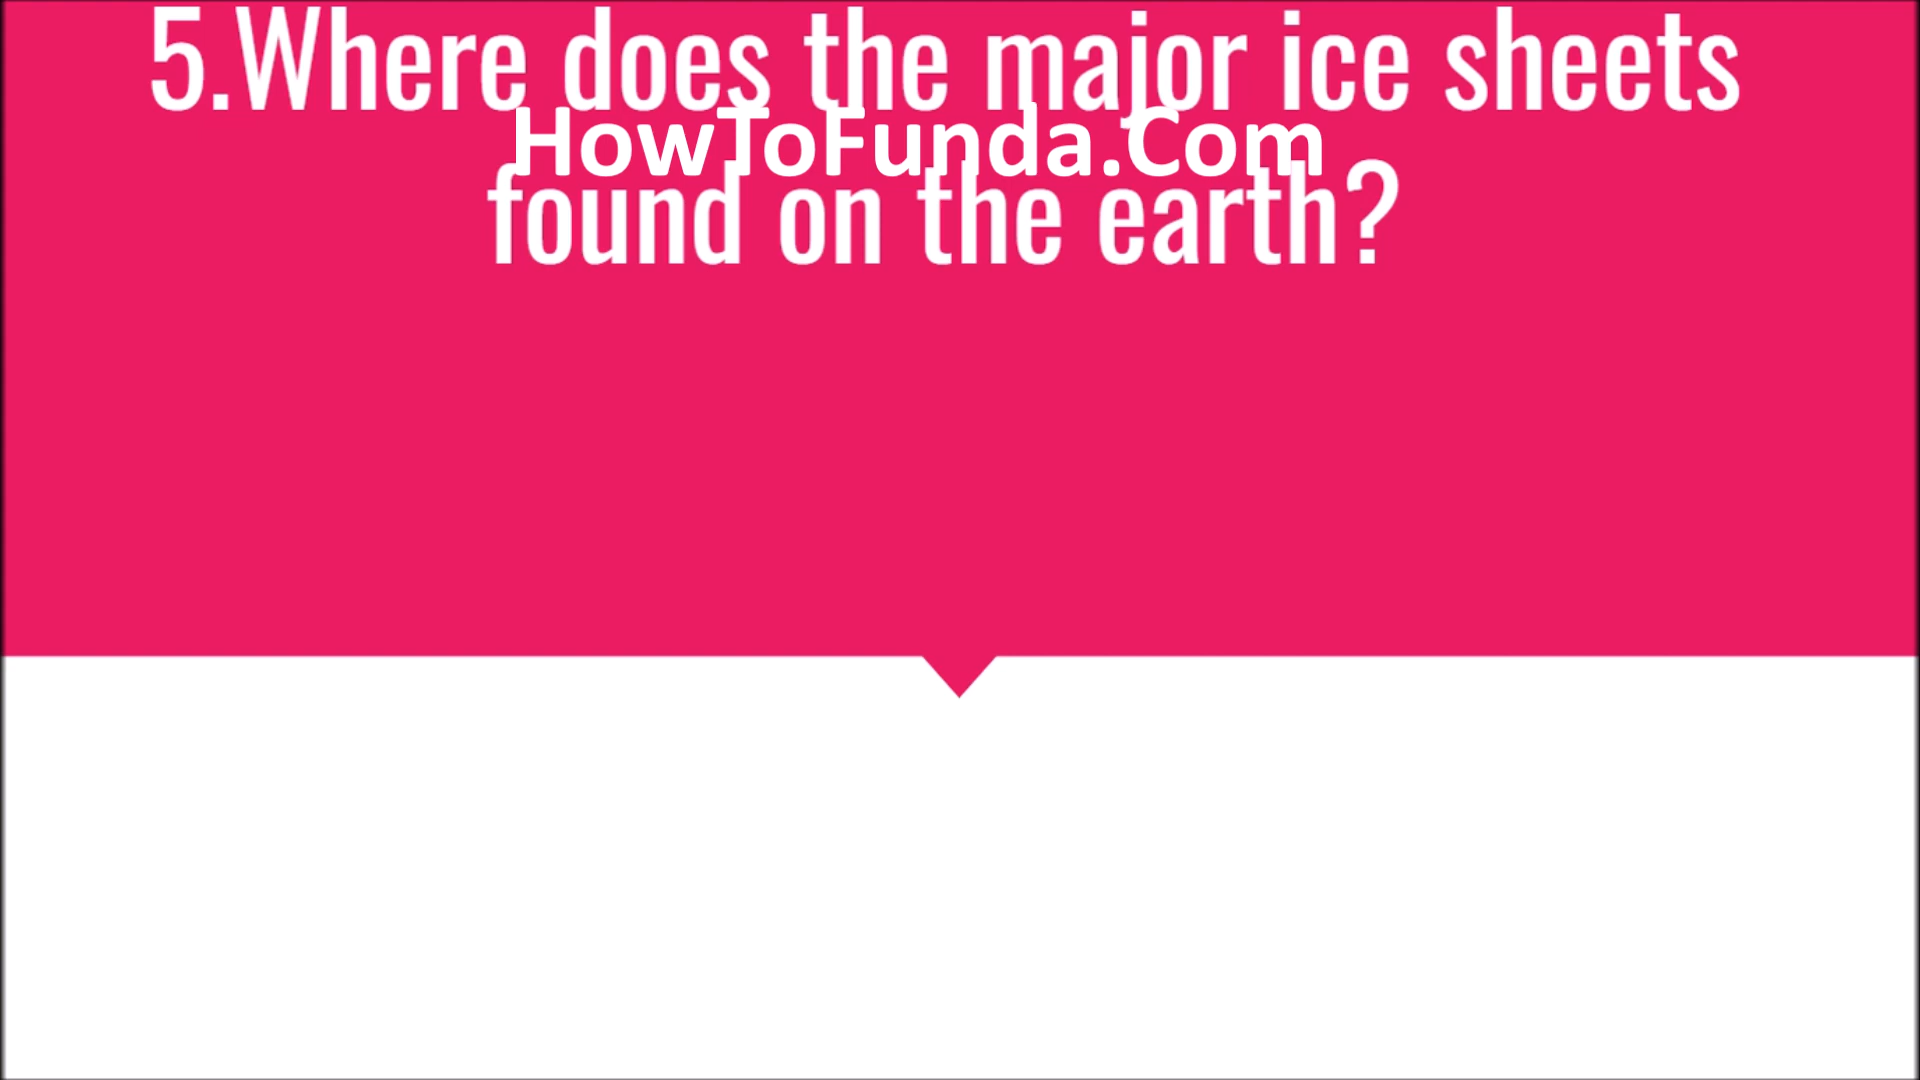 5.Where does the major ice sheets
HowToFunda.Com
found on the earth?